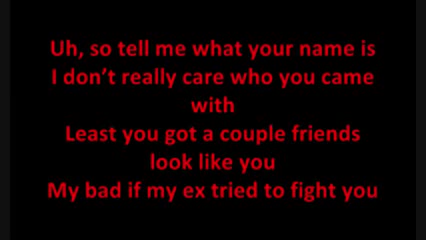 Uh, so tell me what your name is
I don't really care who you came
with
Least you got a couple friends
look like you
My bad if my ex tried to fight you